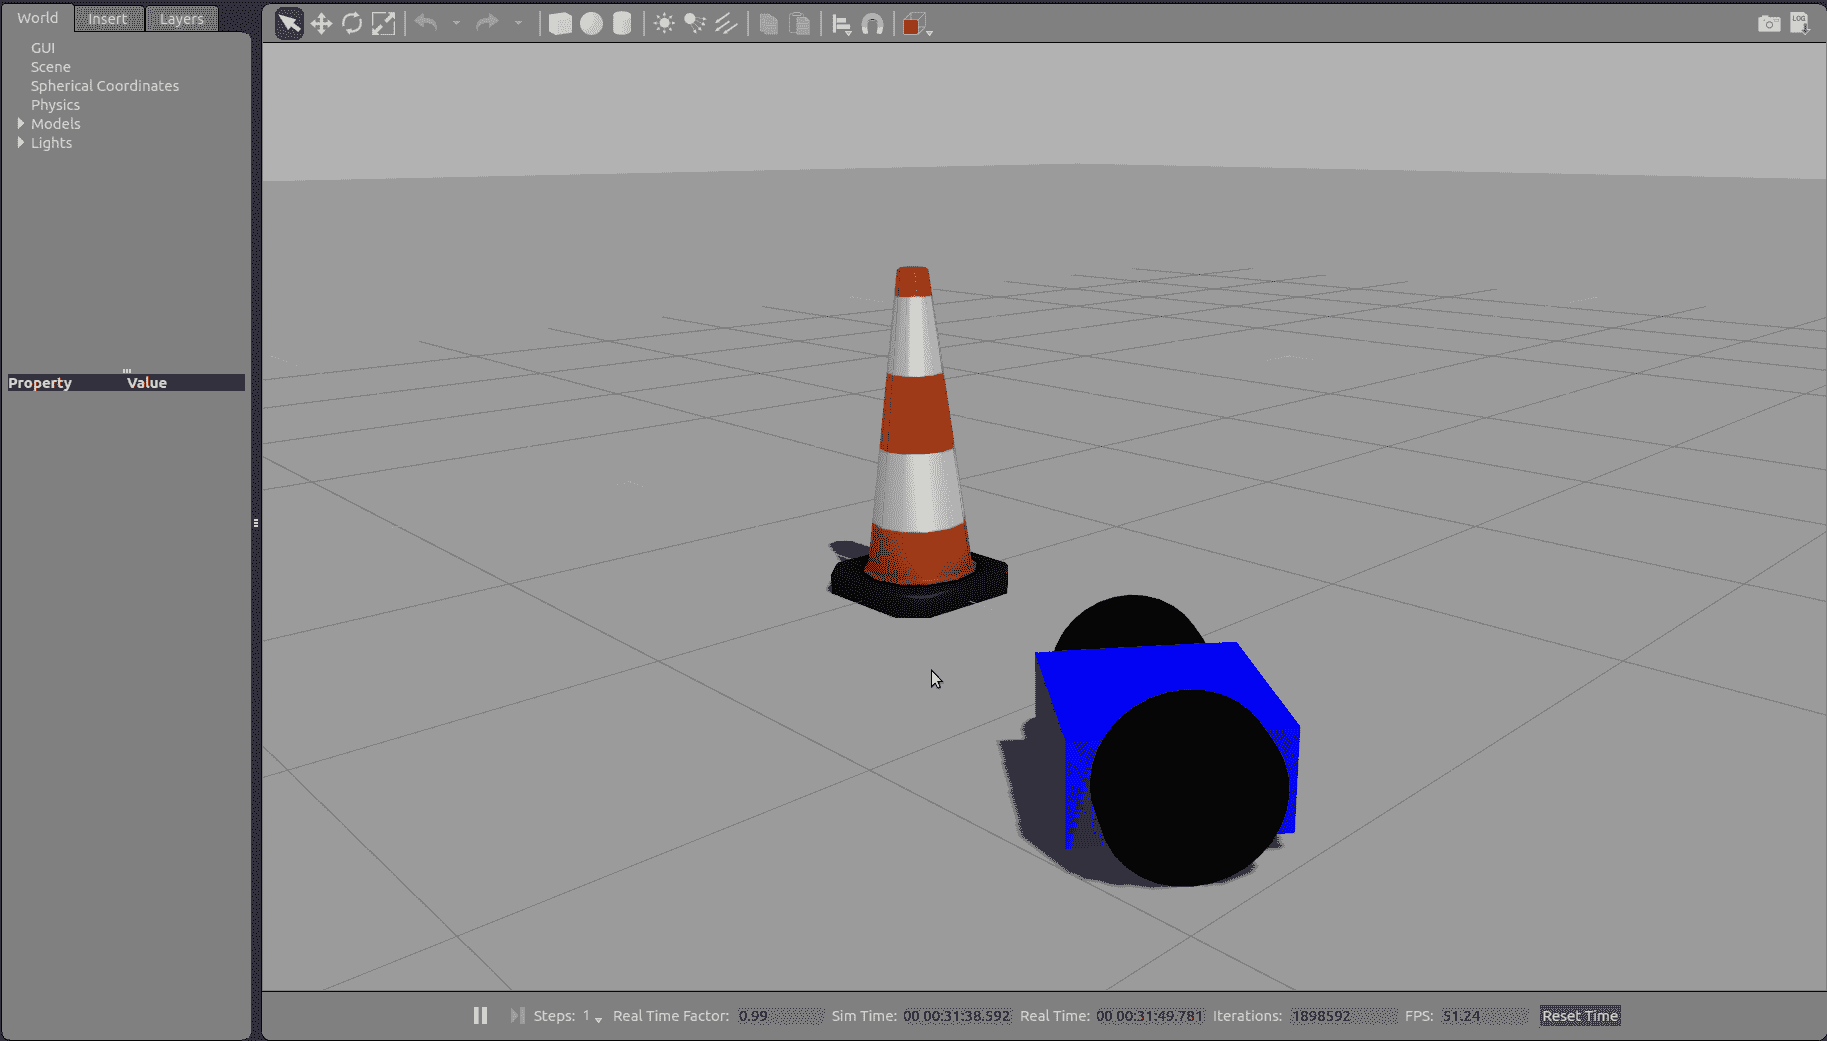 World Insert Layers
GUI
Scene
Spherical Coordinates
Physics
Models
Lights
Property Value
LOG
Steps: 1 Real Time Factor: 0.99 Sim Time: 00 00:31:38.592 Real Time: 00 00:31:49.781 Iterations: 1898592 FPS: 51.24 Reset Time